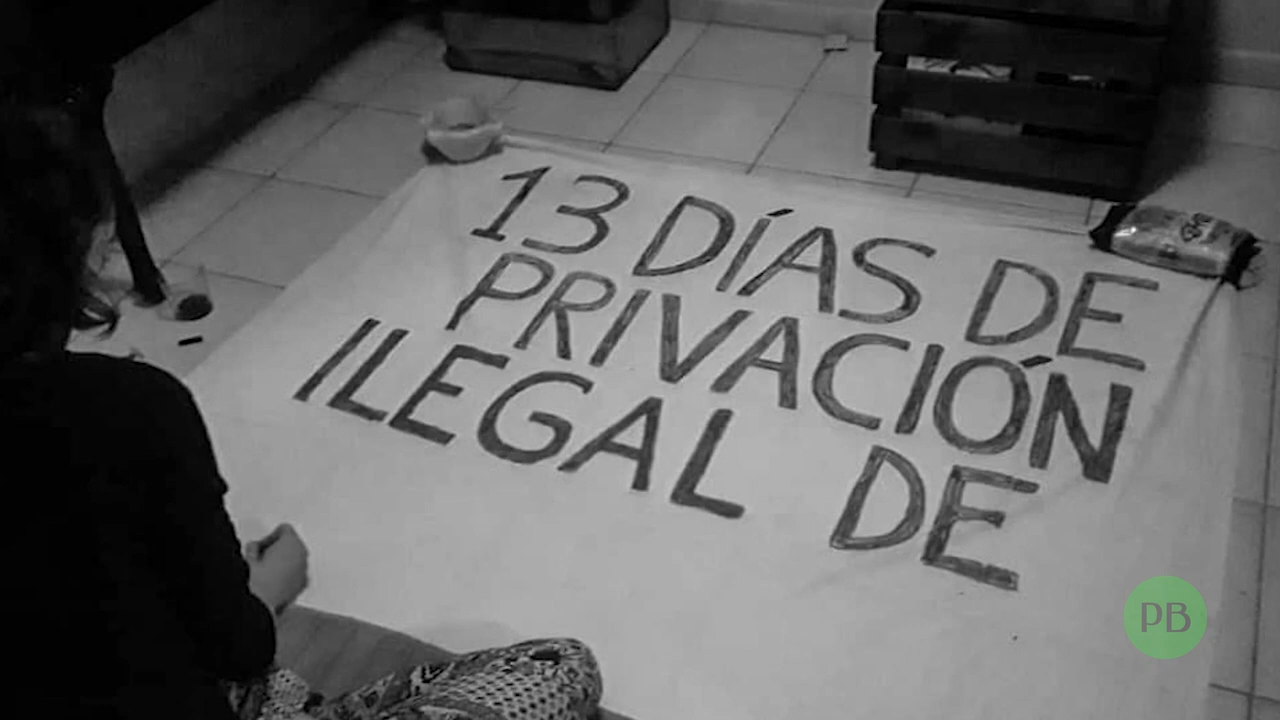 13 DÍAS DE
PRIVACIÓN
ILEGAL DE
PB